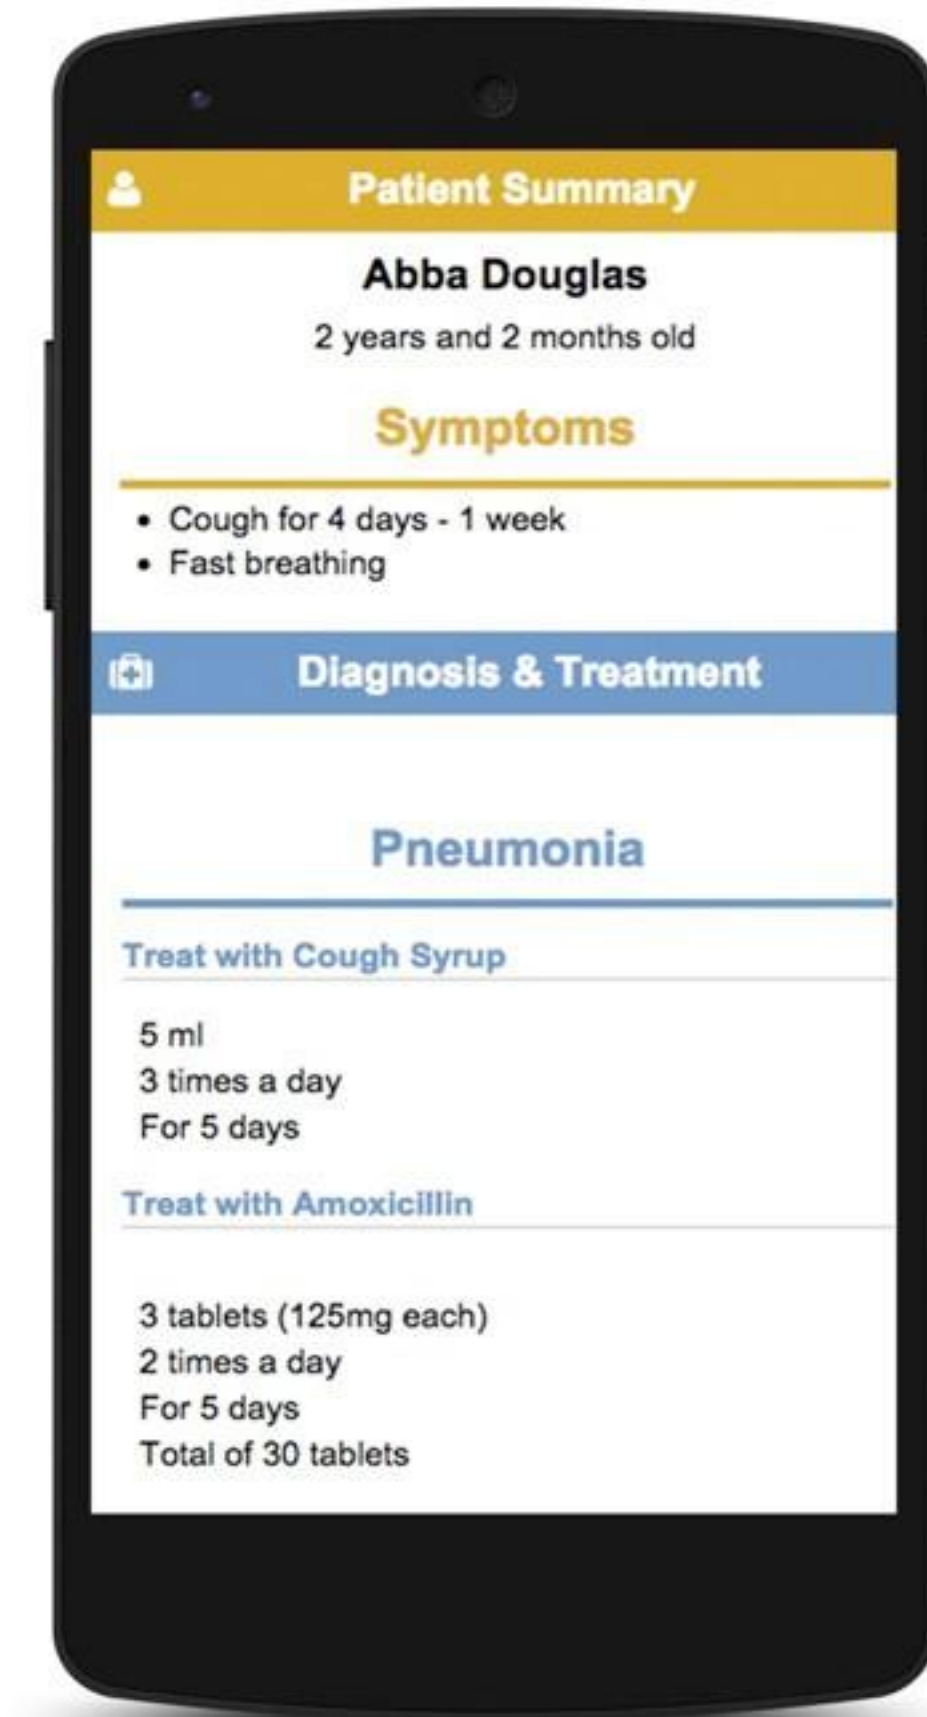 Patient Summary
Abba Douglas
2 years and 2 months old
Symptoms
• Cough for 4 days - 1 week
• Fast breathing
Diagnosis & Treatment
Pneumonia
Treat with Cough Syrup
5 ml
3 times a day
For 5 days
Treat with Amoxicillin
3 tablets (125mg each)
2 times a day
For 5 days
Total of 30 tablets